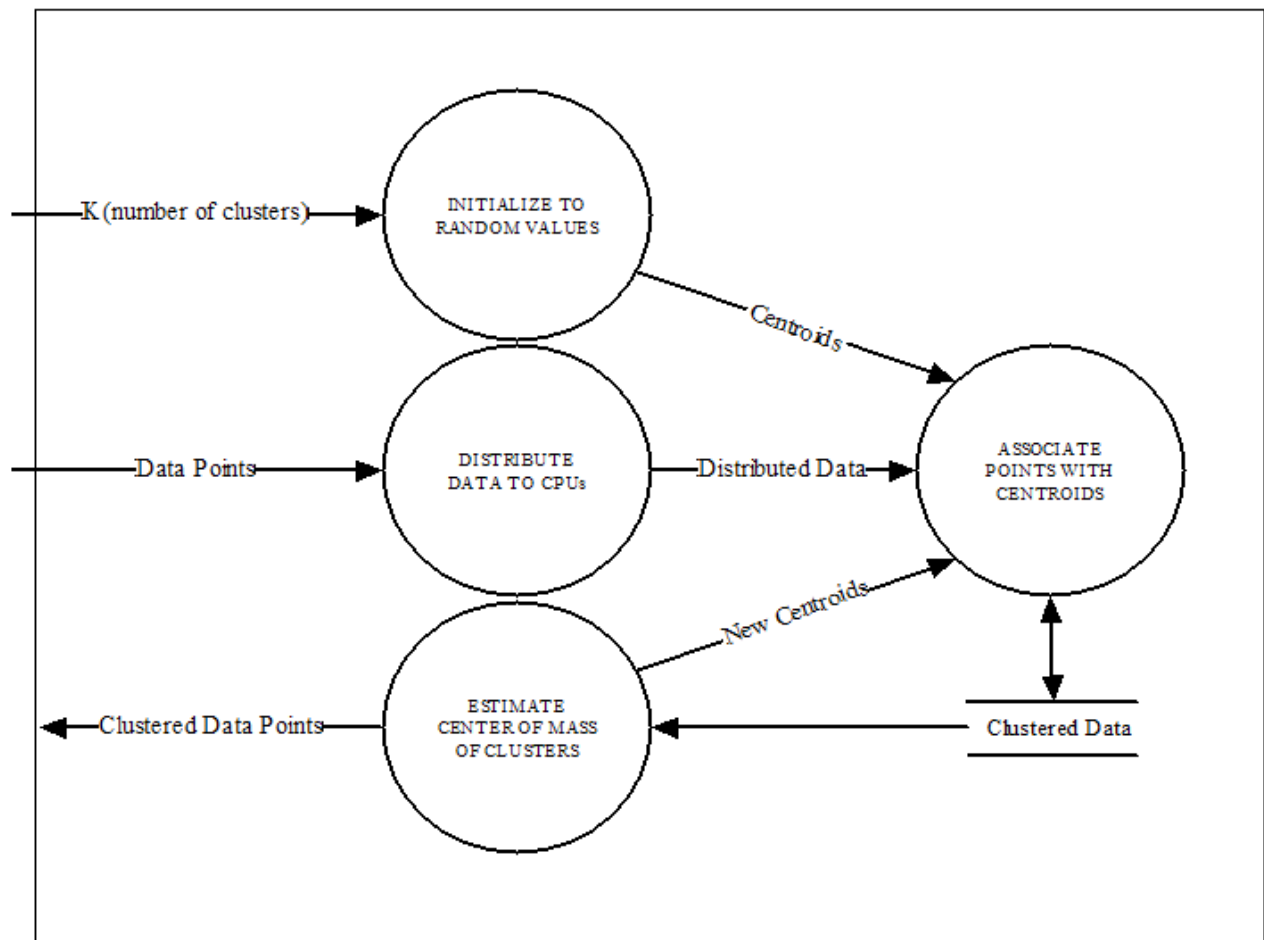 K (number of clusters)
INITIALIZE TO
RANDOM VALUES
Centroids
Data Points
DISTRIBUTE
DATA TO CPUs
Distributed Data
ASSOCIATE
POINTS WITH
CENTROIDS
New Centroids
Clustered Data Points
ESTIMATE
CENTER OF MASS
OF CLUSTERS
Clustered Data